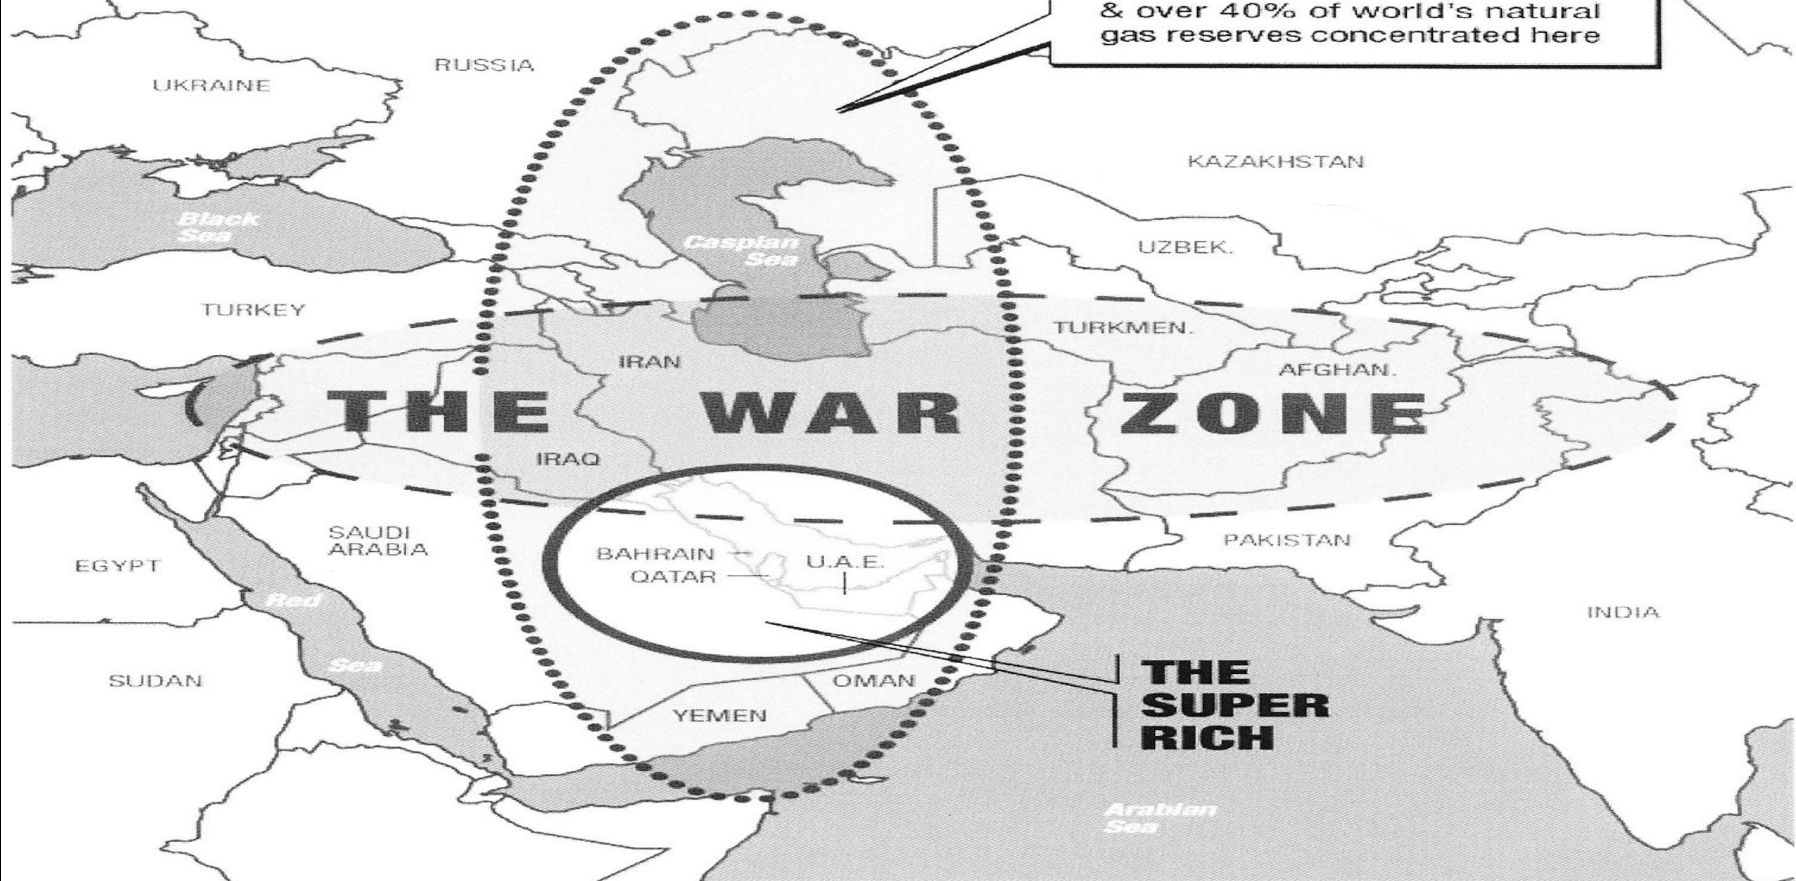 & over 40% of world's natural
gas reserves concentrated here
RUSSIA
UKRAINE
KAZAKHSTAN
Black
Sea
Caspian
Sea
UZBEK.
TURKEY
TURKMEN.
IRAN
AFGHAN.
THE WAR ZONE
IRAQ
SAUDI
ARABIA
BAHRAIN
QATAR
U.A.E.
PAKISTAN
EGYPT
Red
Sea
INDIA
SUDAN
OMAN
YEMEN
THE
SUPER
RICH
Arabian
Sea